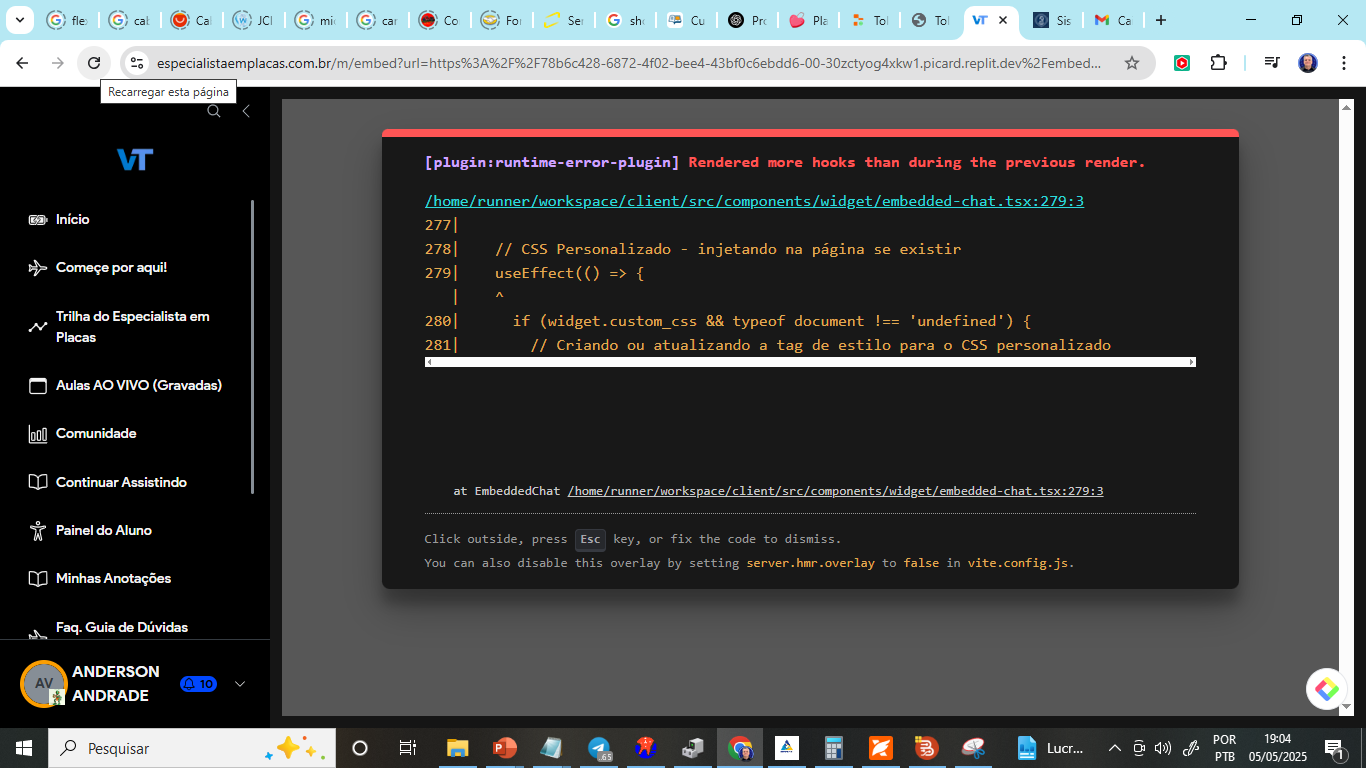 flex
cab
Cal
JCI
mic
car
Co
For
Ser
sho
Cu
Pro
Pla
Tol
Tol
VT
Sis
Ca
especialistaemplacas.com.br/m/embed?url=https%3A%2F%2F78b6c428-6872-4f02-bee4-43bf0c6ebdd6-00-30zctyog4xkw1.picard.replit.dev%2Fembed...
Recarregar esta página
VT
Início
Começe por aqui!
Trilha do Especialista em
Placas
Aulas AO VIVO (Gravadas)
Comunidade
Continuar Assistindo
Painel do Aluno
Minhas Anotações
Faq. Guia de Dúvidas
AV
ANDERSON
ANDRADE
10
[plugin:runtime-error-plugin] Rendered more hooks than during the previous render.
/home/runner/workspace/client/src/components/widget/embedded-chat.tsx:279:3
277|
278|    // CSS Personalizado - injetando na página se existir
279|    useEffect(() => {
|    ^
280|      if (widget.custom_css && typeof document !== 'undefined') {
281|        // Criando ou atualizando a tag de estilo para o CSS personalizado
at EmbeddedChat /home/runner/workspace/client/src/components/widget/embedded-chat.tsx:279:3
Click outside, press Esc key, or fix the code to dismiss.
You can also disable this overlay by setting server.hmr.overlay to false in vite.config.js.
Pesquisar
65
Lucr...
POR
PTB
19:04
05/05/2025
1